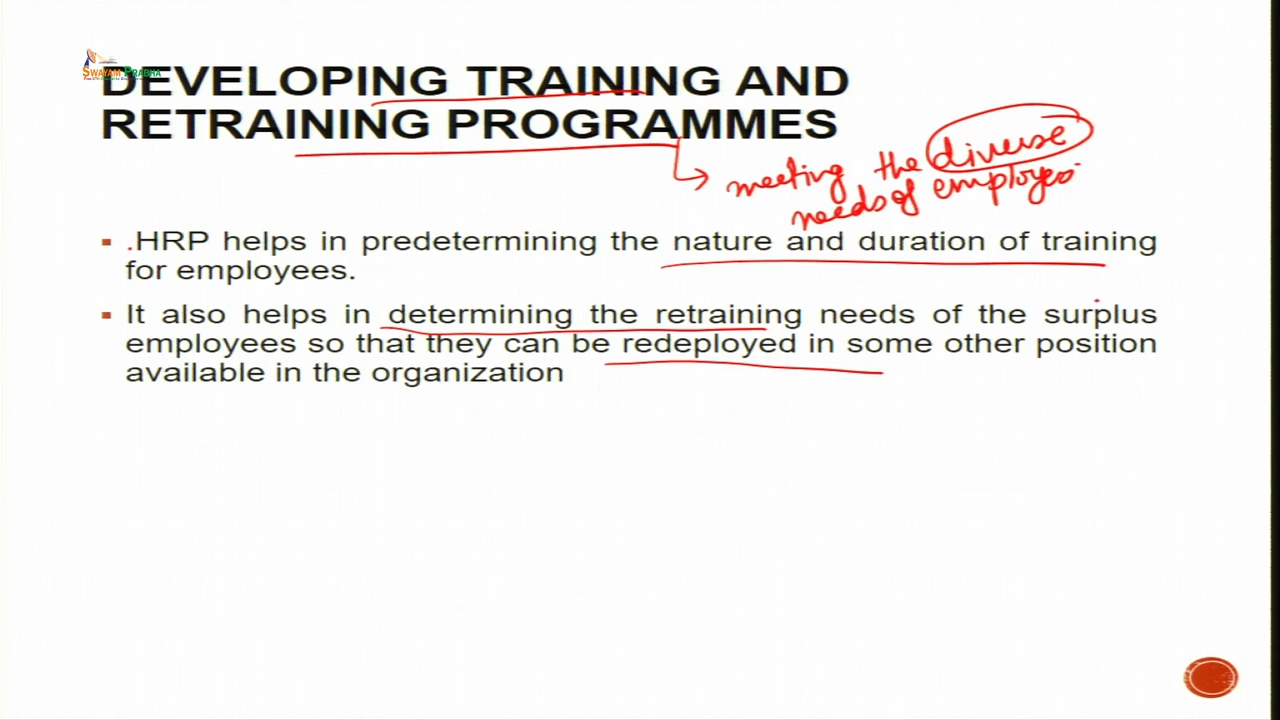 SWAYAM PRABHA
DEVELOPING TRAINING AND
RETRAINING PROGRAMMES
meeting the diverse
needs of employees
.HRP helps in predetermining the nature and duration of training
for employees.
It also helps in determining the retraining needs of the surplus
employees so that they can be redeployed in some other position
available in the organization